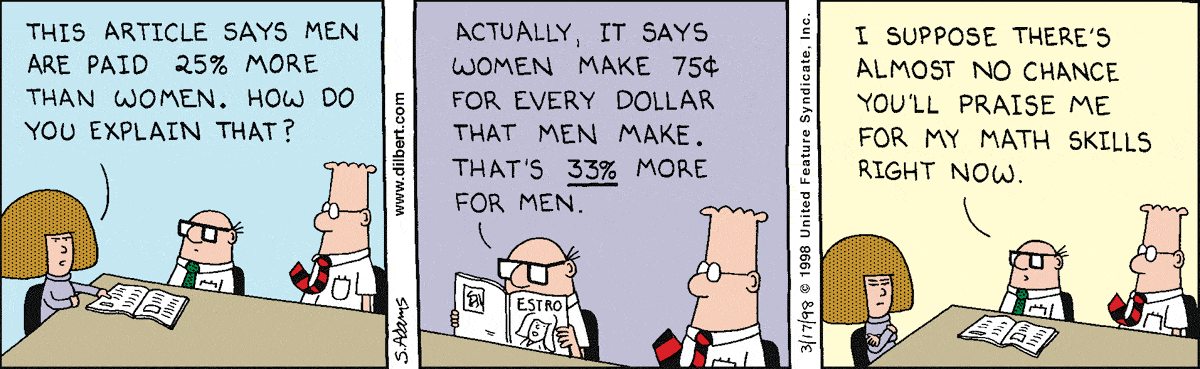 THIS ARTICLE SAYS MEN
ARE PAID 25% MORE
THAN WOMEN. HOW DO
YOU EXPLAIN THAT?
S.Adams
www.dilbert.com
ACTUALLY, IT SAYS
WOMEN MAKE 75¢
FOR EVERY DOLLAR
THAT MEN MAKE.
THAT'S 33% MORE
FOR MEN.
ESTRO
3/7/98 © 1998 United Feature Syndicate, Inc.
I SUPPOSE THERE'S
ALMOST NO CHANCE
YOU'LL PRAISE ME
FOR MY MATH SKILLS
RIGHT NOW.